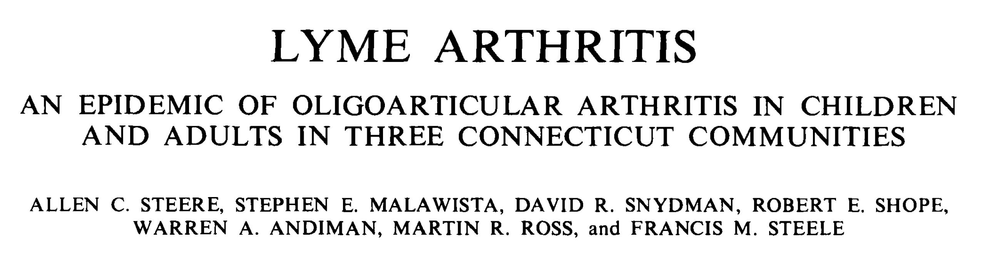 LYME ARTHRITIS
AN EPIDEMIC OF OLIGOARTICULAR ARTHRITIS IN CHILDREN
AND ADULTS IN THREE CONNECTICUT COMMUNITIES
ALLEN C. STEERE, STEPHEN E. MALAWISTA, DAVID R. SNYDMAN, ROBERT E. SHOPE,
WARREN A. ANDIMAN, MARTIN R. ROSS, and FRANCIS M. STEELE